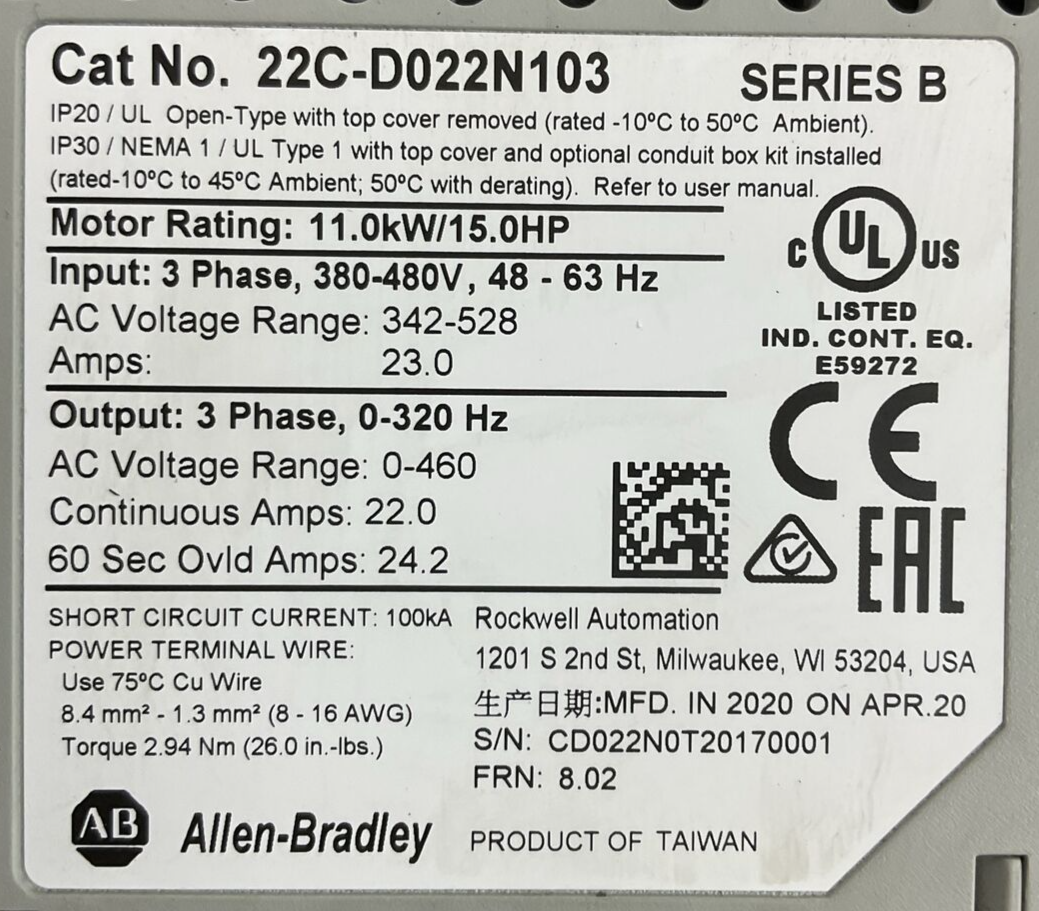 Cat No. 22C-D022N103 SERIES B
IP20 / UL Open-Type with top cover removed (rated -10ºC to 50ºC Ambient).
IP30 / NEMA 1 / UL Type 1 with top cover and optional conduit box kit installed
(rated-10ºC to 45ºC Ambient; 50ºC with derating). Refer to user manual.
Motor Rating: 11.0kW/15.0HP
Input: 3 Phase, 380-480V, 48 - 63 Hz
AC Voltage Range: 342-528
Amps: 23.0
C UL US
LISTED
IND. CONT. EQ.
E59272
Output: 3 Phase, 0-320 Hz
AC Voltage Range: 0-460
Continuous Amps: 22.0
60 Sec Ovld Amps: 24.2
CE
EAC
SHORT CIRCUIT CURRENT: 100kA
POWER TERMINAL WIRE:
Use 75ºC Cu Wire
8.4 mm² - 1.3 mm² (8 - 16 AWG)
Torque 2.94 Nm (26.0 in.-lbs.)
Rockwell Automation
1201 S 2nd St, Milwaukee, WI 53204, USA
生产日期:MFD. IN 2020 ON APR.20
S/N: CD022N0T20170001
FRN: 8.02
AB Allen-Bradley
PRODUCT OF TAIWAN